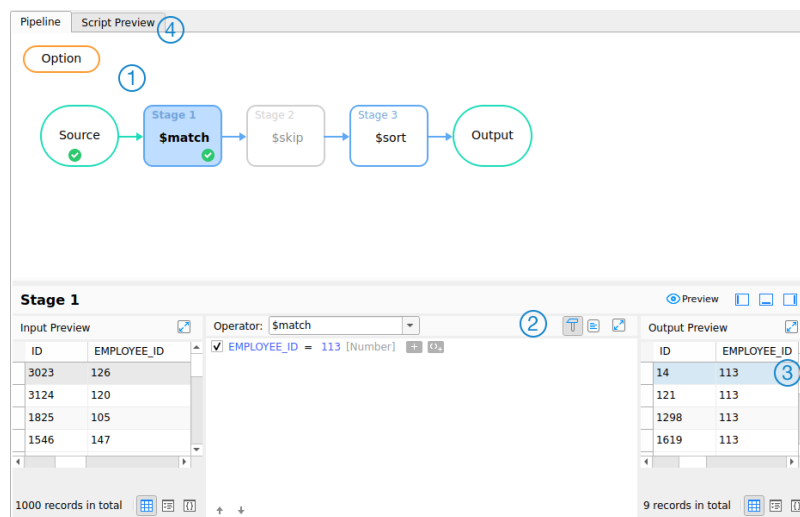 Pipeline Script Preview 4
Option
1
Stage 1 Stage 2 Stage 3
Source $match $skip $sort Output
Stage 1 Preview
Input Preview Operator: $match 2 Output Preview
ID EMPLOYEE_ID EMPLOYEE_ID = 113 [Number] ID EMPLOYEE_ID
3023 126 14 113 3
3124 120 121 113
1825 105 1298 113
1546 147 1619 113
1000 records in total 9 records in total